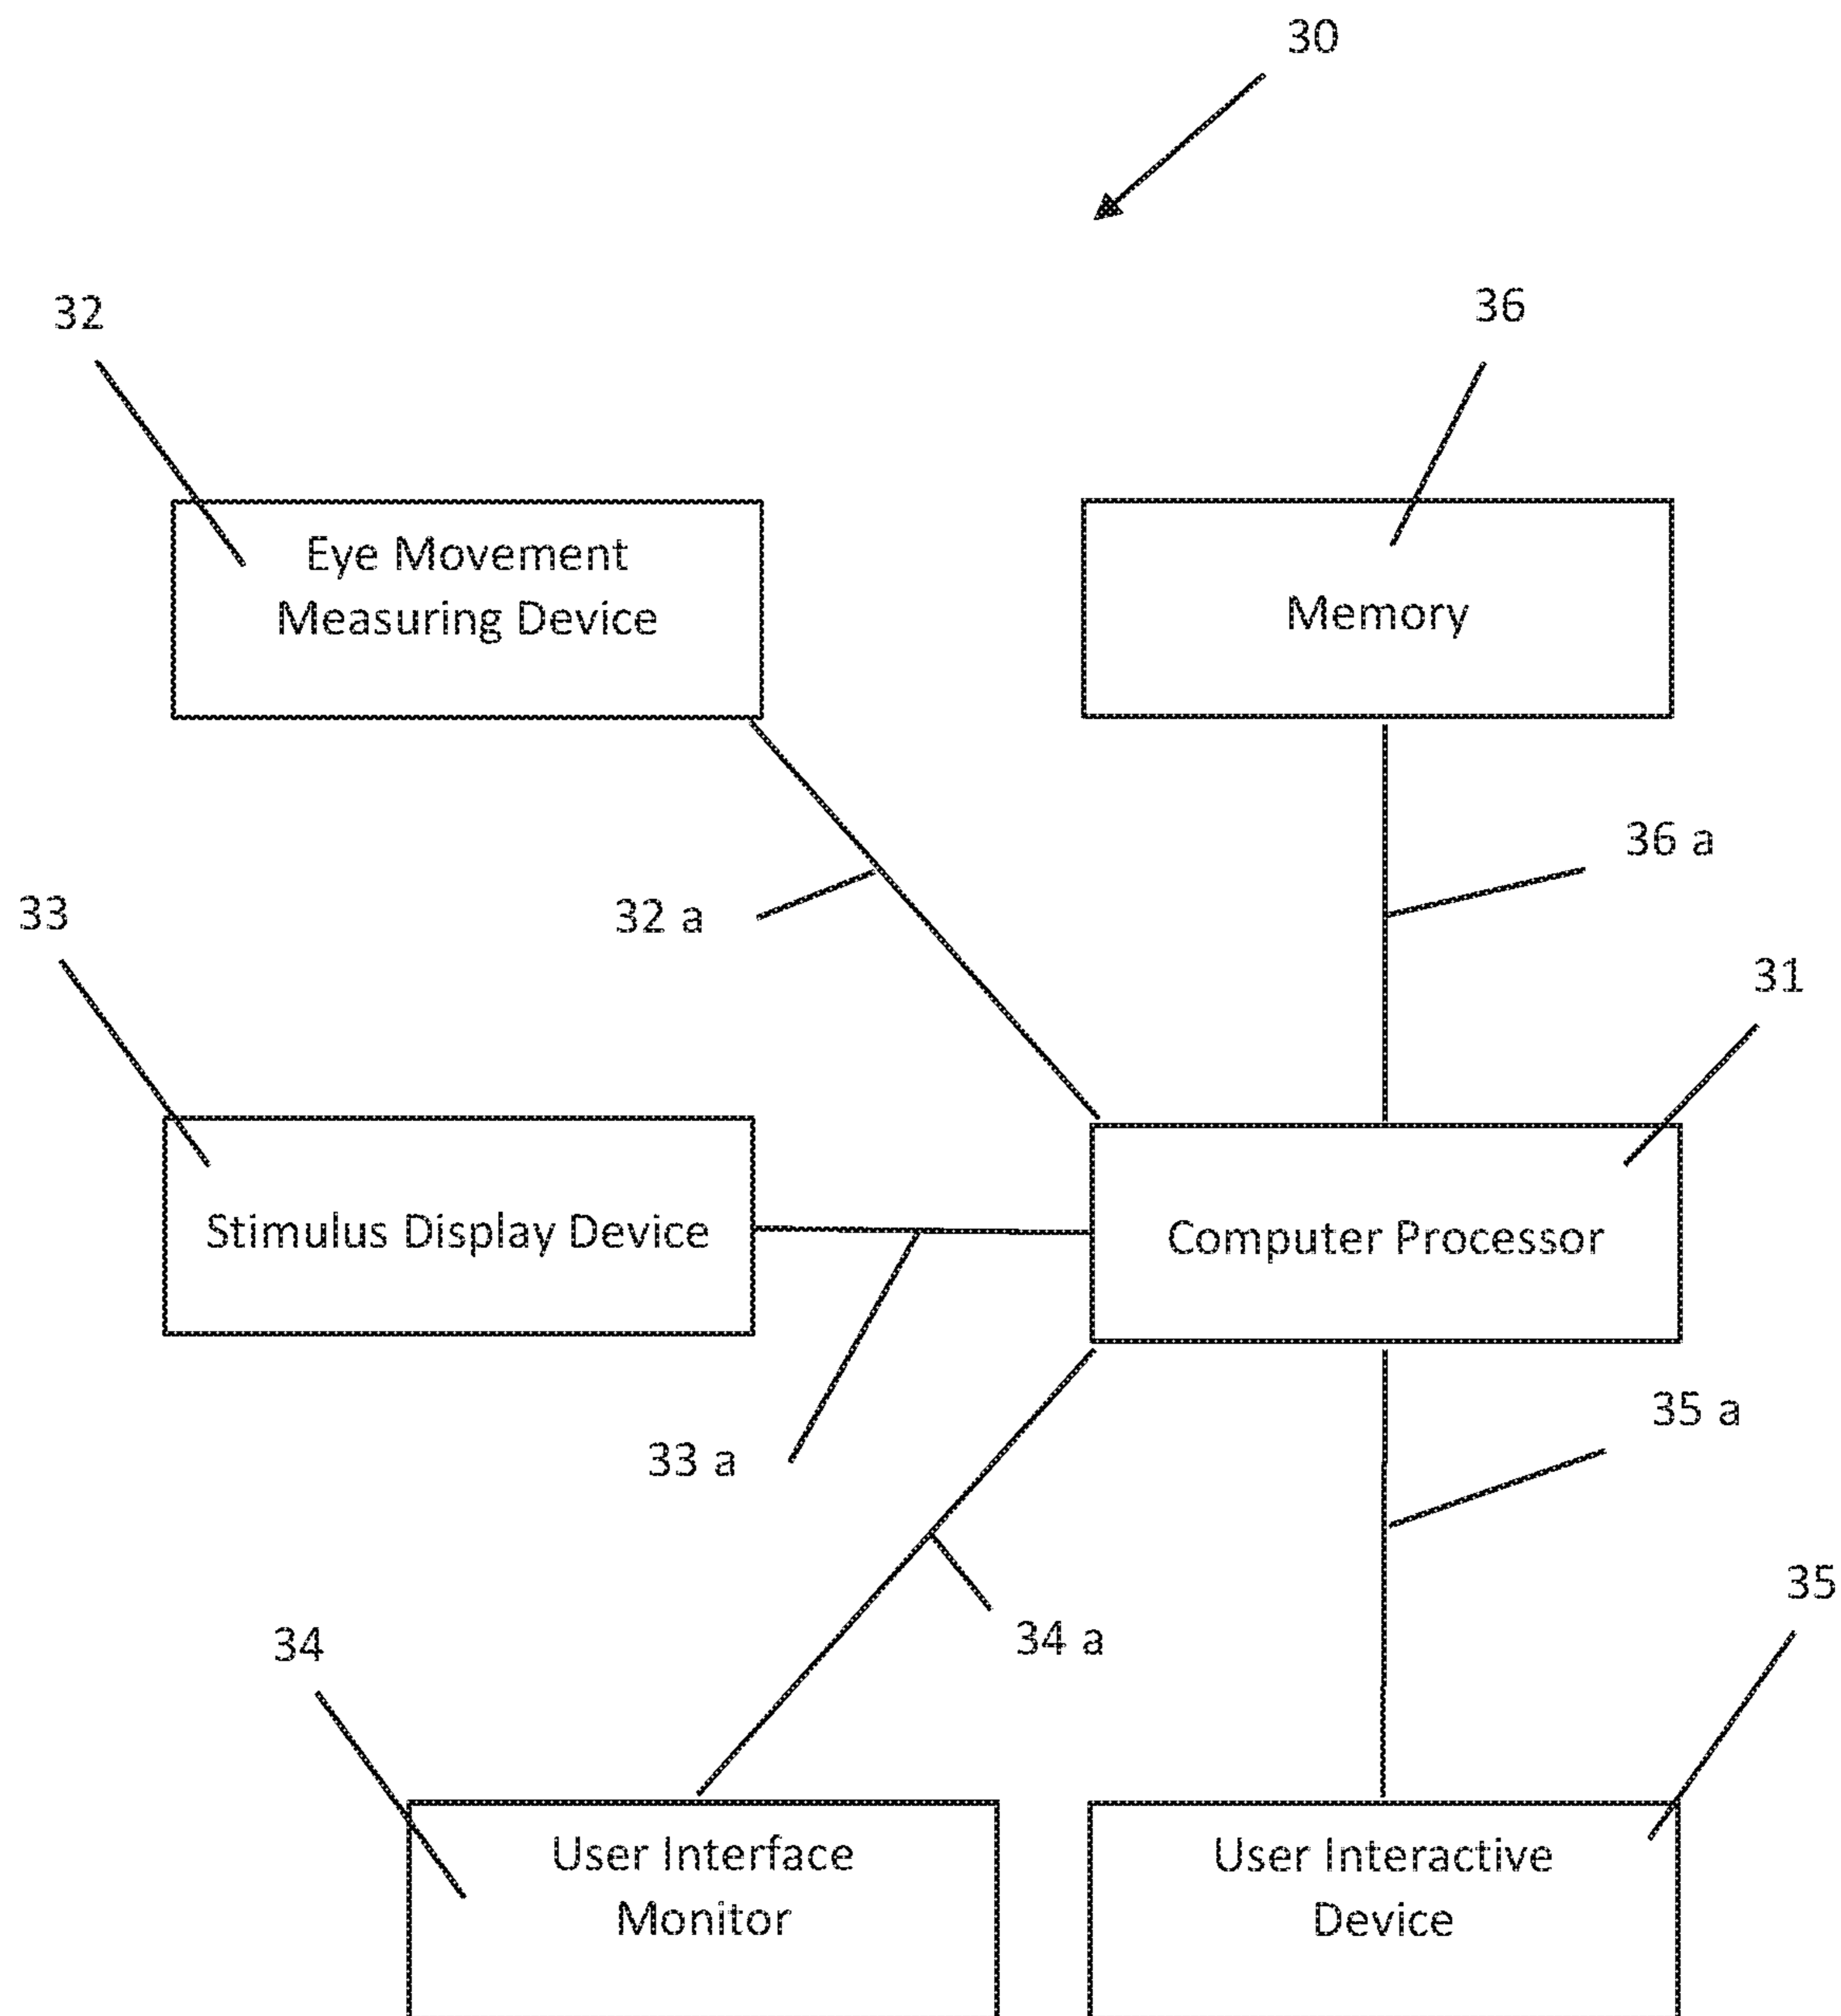 30
32
36
Eye Movement
Measuring Device
Memory
36 a
32 a
33
31
Stimulus Display Device
Computer Processor
35 a
33 a
35
34 a
34
User Interface
Monitor
User Interactive
Device